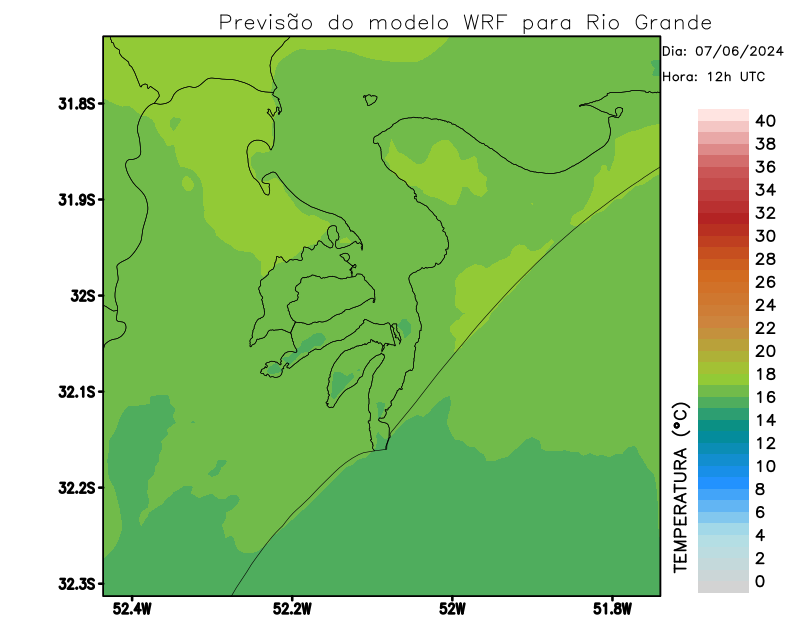 Previsão do modelo WRF para Rio Grande
Dia: 07/06/2024
Hora: 12h UTC
31.8S
31.9S
32S
32.1S
32.2S
32.3S
52.4W
52.2W
52W
51.8W
TEMPERATURA (°C)
40
38
36
34
32
30
28
26
24
22
20
18
16
14
12
10
8
6
4
2
0